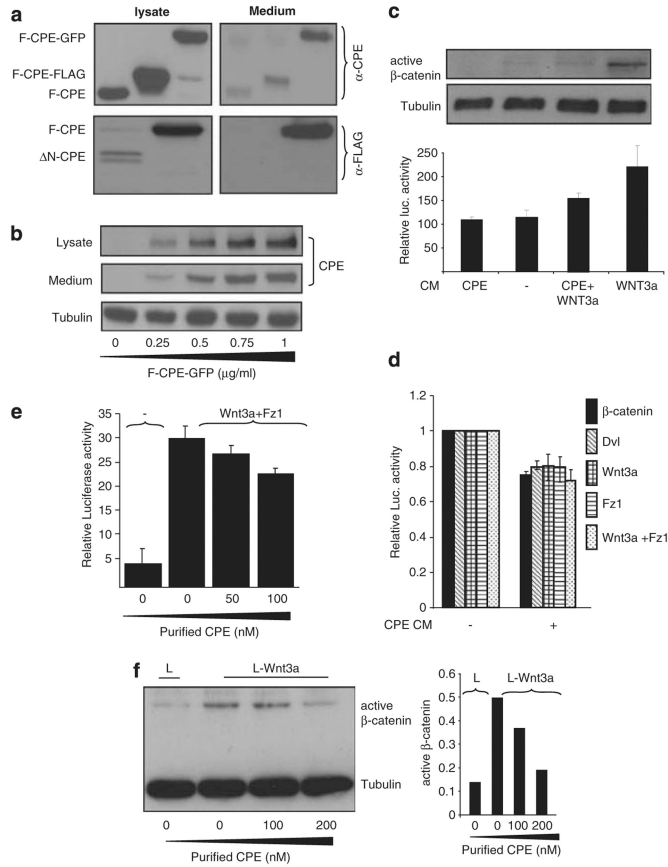 a
lysate
Medium
F-CPE-GFP
F-CPE-FLAG
F-CPE
α-CPE
F-CPE
ΔN-CPE
α-FLAG
b
Lysate
Medium
CPE
Tubulin
0 0.25 0.5 0.75 1
F-CPE-GFP (μg/ml)
c
active
β-catenin
Tubulin
Relative luc. activity
250
200
150
100
50
CM CPE - CPE+ WNT3a
WNT3a
d
Relative Luc. activity
1.2
1
0.8
0.6
0.4
0.2
0
CPE CM - +
β-catenin
Dvl
Wnt3a
Fz1
Wnt3a +Fz1
e
- Wnt3a+Fz1
Relative Luciferase activity
35
30
25
20
15
10
5
0 0 50 100
Purified CPE (nM)
f
L L-Wnt3a
active
β-catenin
Tubulin
0 0 100 200
Purified CPE (nM)
active β-catenin
0.6
0.5
0.4
0.3
0.2
0.1
0
L L-Wnt3a
0 0 100 200
Purified CPE (nM)